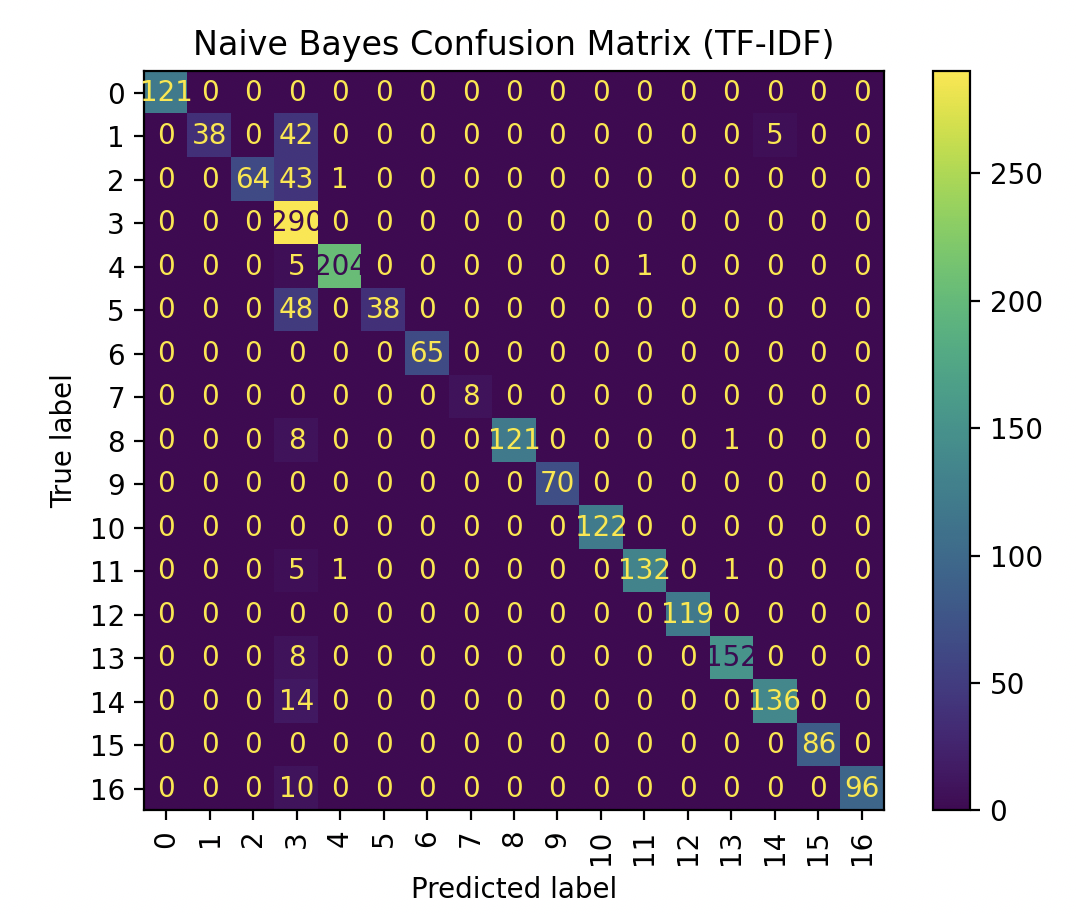 Naive Bayes Confusion Matrix (TF-IDF)
0 121 0 0 0 0 0 0 0 0 0 0 0 0 0 0 0 0
1 0 38 0 42 0 0 0 0 0 0 0 0 0 0 5 0 0
2 0 0 64 43 1 0 0 0 0 0 0 0 0 0 0 0 0
3 0 0 0 290 0 0 0 0 0 0 0 0 0 0 0 0 0
4 0 0 0 5 204 0 0 0 0 0 0 1 0 0 0 0 0
5 0 0 0 48 0 38 0 0 0 0 0 0 0 0 0 0 0
6 0 0 0 0 0 0 65 0 0 0 0 0 0 0 0 0 0
7 0 0 0 0 0 0 0 8 0 0 0 0 0 0 0 0 0
8 0 0 0 8 0 0 0 0 121 0 0 0 0 1 0 0 0
9 0 0 0 0 0 0 0 0 0 70 0 0 0 0 0 0 0
10 0 0 0 0 0 0 0 0 0 0 122 0 0 0 0 0 0
11 0 0 0 5 1 0 0 0 0 0 0 132 0 1 0 0 0
12 0 0 0 0 0 0 0 0 0 0 0 0 119 0 0 0 0
13 0 0 0 8 0 0 0 0 0 0 0 0 0 152 0 0 0
14 0 0 0 14 0 0 0 0 0 0 0 0 0 0 136 0 0
15 0 0 0 0 0 0 0 0 0 0 0 0 0 0 0 86 0
16 0 0 0 10 0 0 0 0 0 0 0 0 0 0 0 0 96
0 1 2 3 4 5 6 7 8 9 10 11 12 13 14 15 16
Predicted label
True label
250
200
150
100
50
0